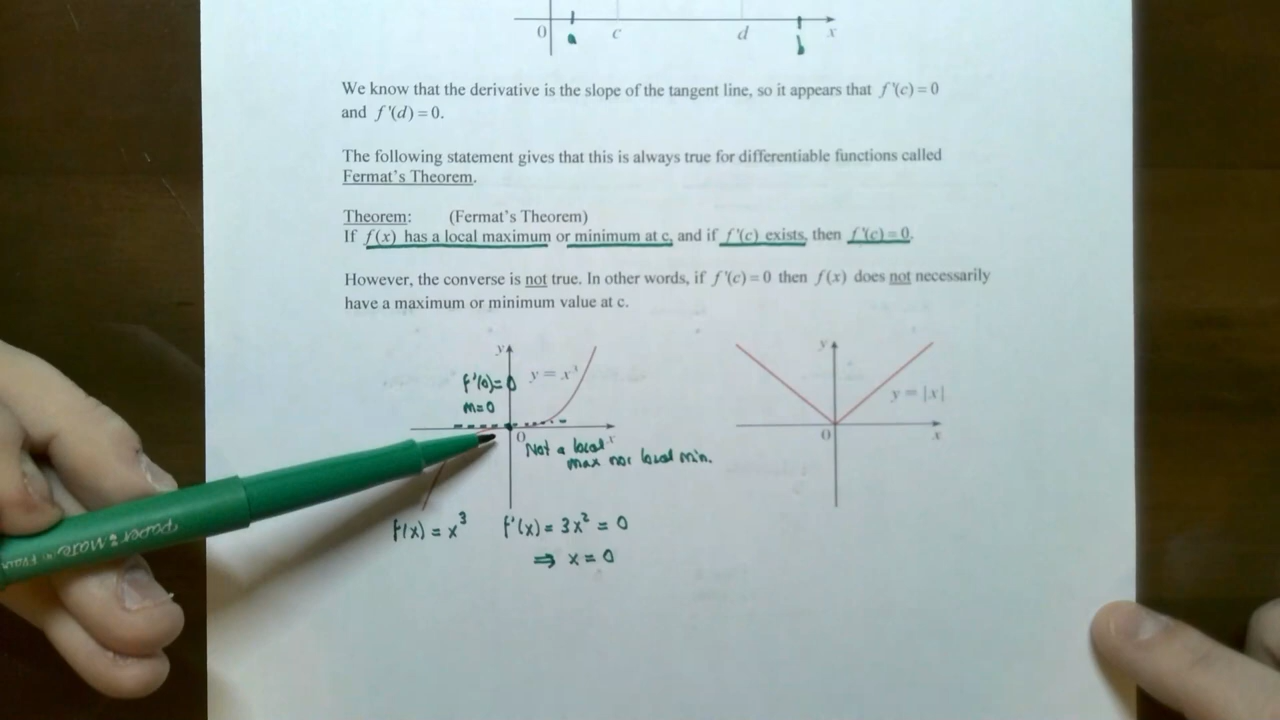 0 a c d b x
We know that the derivative is the slope of the tangent line, so it appears that f'(c) = 0
and f'(d) = 0.
The following statement gives that this is always true for differentiable functions called
Fermat's Theorem.
Theorem: (Fermat's Theorem)
If f(x) has a local maximum or minimum at c, and if f'(c) exists, then f'(c) = 0.
However, the converse is not true. In other words, if f'(c) = 0 then f(x) does not necessarily
have a maximum or minimum value at c.
y
f'(0)=0 y = x³
m=0
0 x
Not a local
max nor local min.
f(x) = x³ f'(x) = 3x² = 0
⇒ x = 0
y
y = |x|
0 x
paper:mate